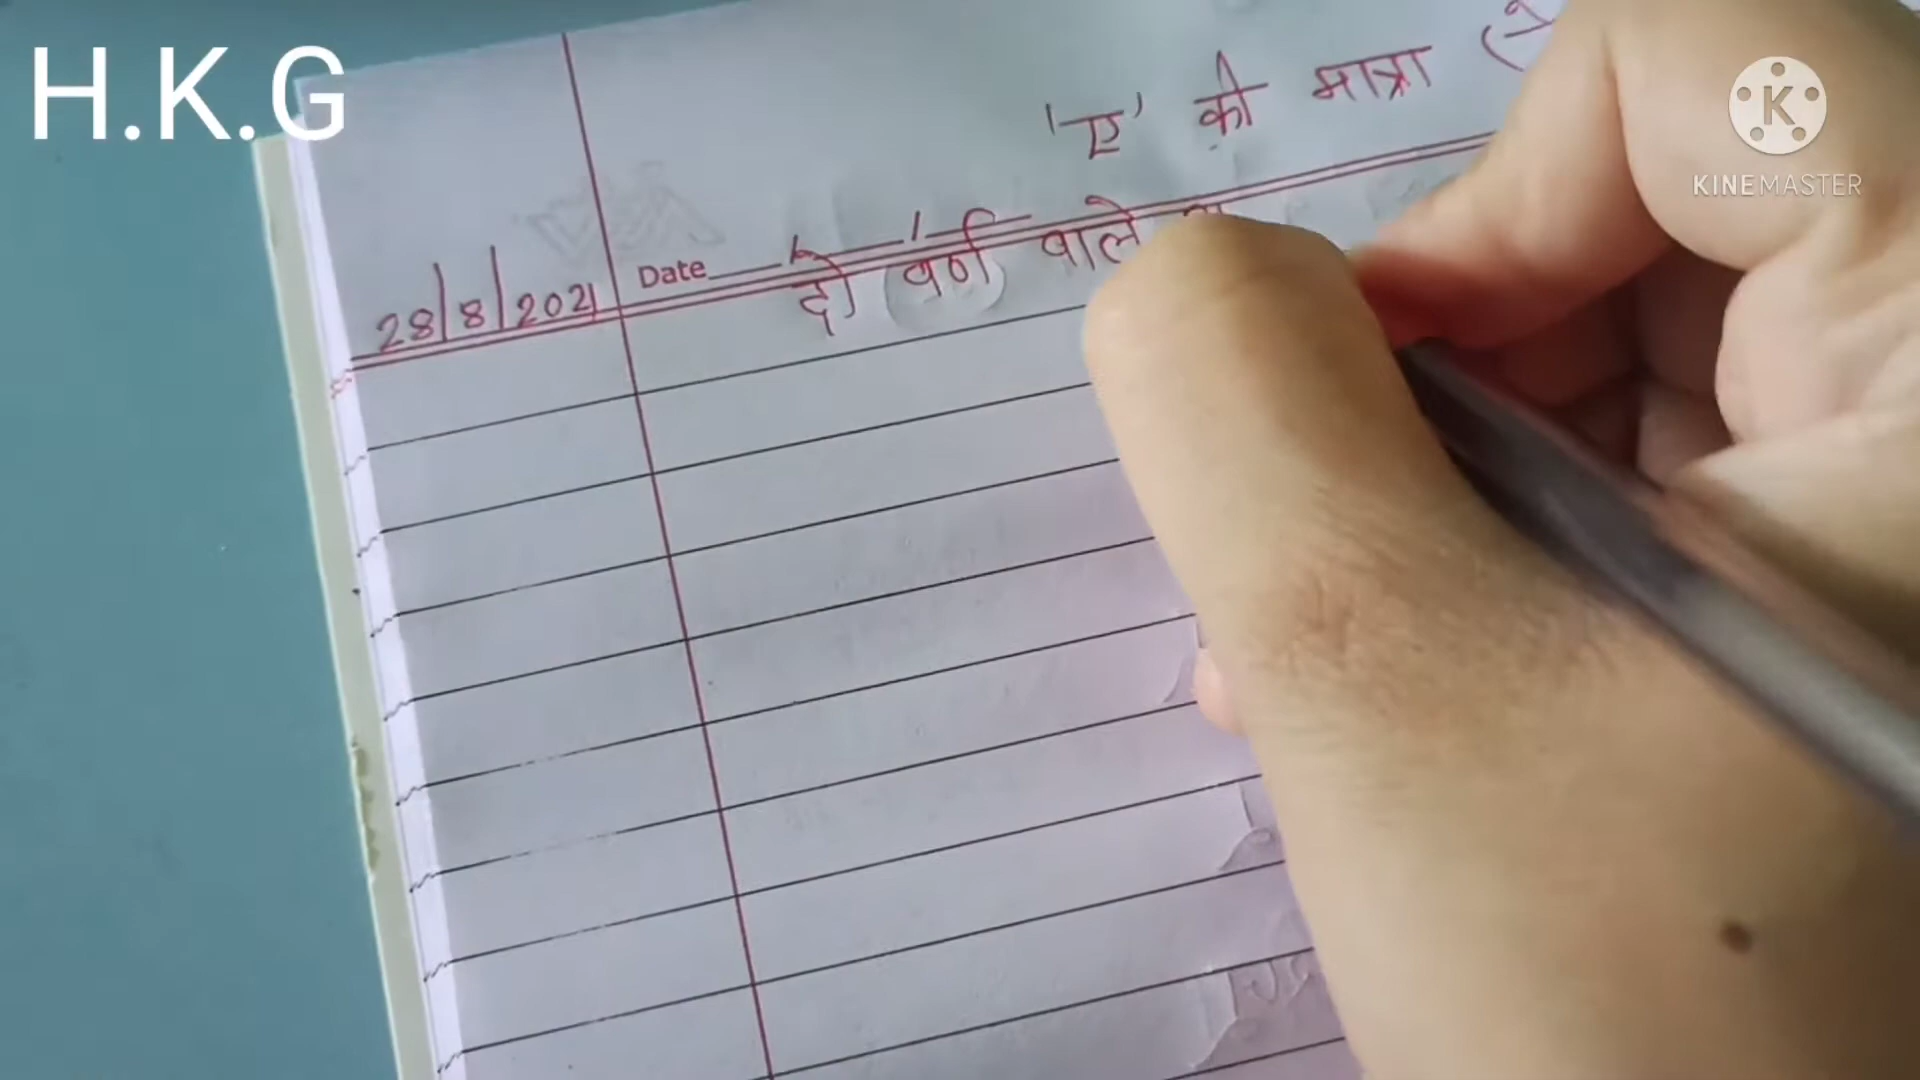 H.K.G
KINEMASTER
'ए' की मात्रा
28/8/2021 Date
दो वर्ण वाले